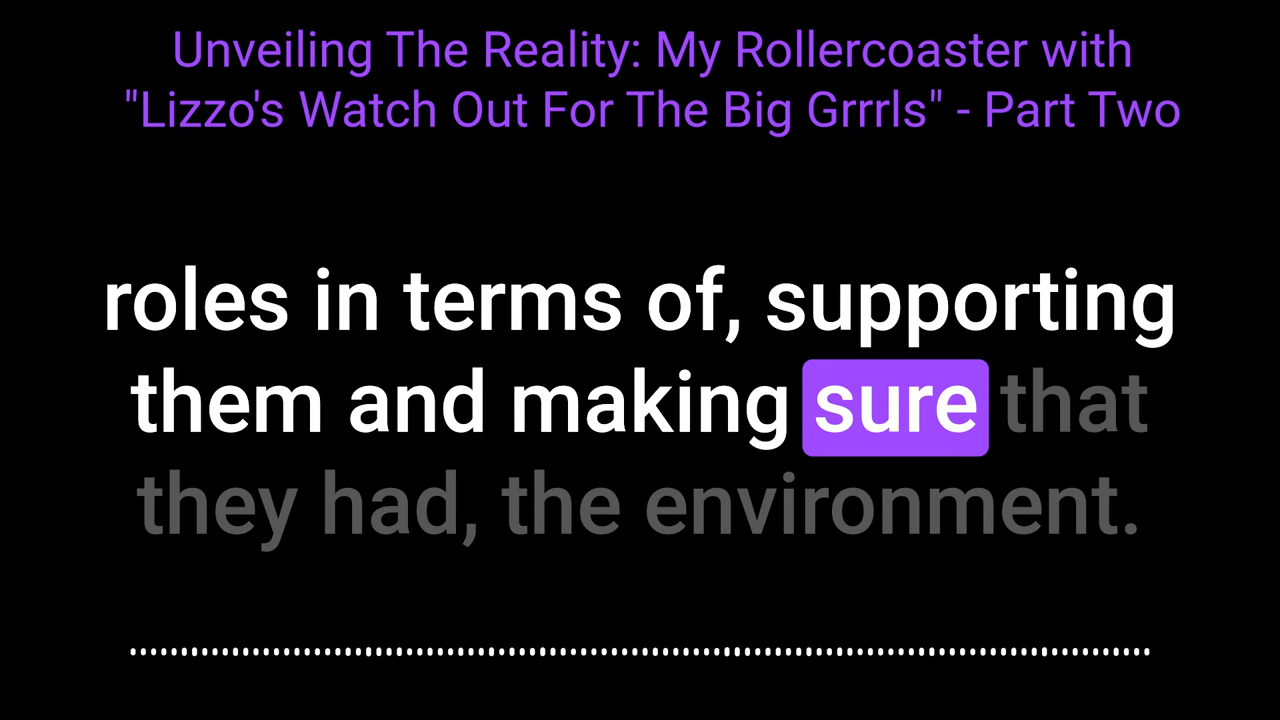 Unveiling The Reality: My Rollercoaster with
"Lizzo's Watch Out For The Big Grrrls" - Part Two
roles in terms of, supporting
them and making sure that
they had, the environment.